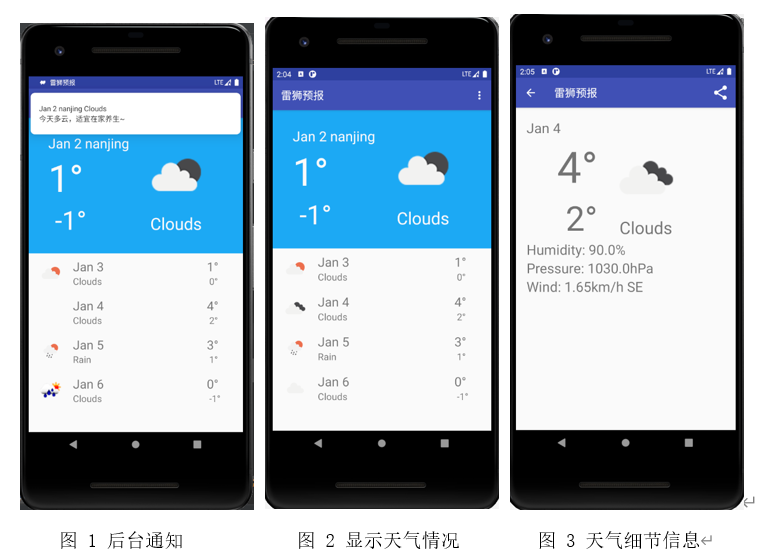 雷狮预报
LTE
Jan 2 nanjing Clouds
今天多云，适宜在家养生~
Jan 2 nanjing
1°
-1°
Clouds
Jan 3
1°
Clouds
0°
Jan 4
4°
Clouds
2°
Jan 5
3°
Rain
1°
Jan 6
0°
Clouds
-1°
2:04
LTE
雷狮预报
Jan 2 nanjing
1°
-1°
Clouds
Jan 3
1°
Clouds
0°
Jan 4
4°
Clouds
2°
Jan 5
3°
Rain
1°
Jan 6
0°
Clouds
-1°
2:05
LTE
雷狮预报
Jan 4
4°
2°
Clouds
Humidity: 90.0%
Pressure: 1030.0hPa
Wind: 1.65km/h SE
图 1 后台通知
图 2 显示天气情况
图 3 天气细节信息